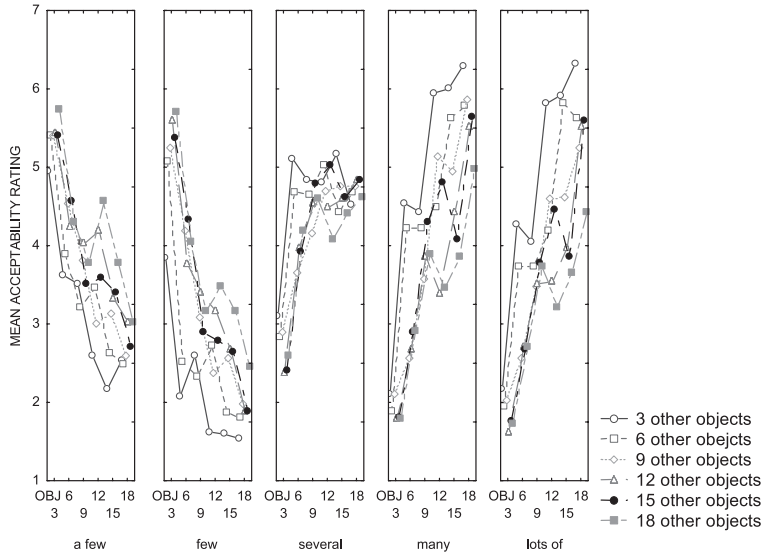 7
6
5
4
3
2
1
MEAN ACCEPTABILITY RATING
OBJ 6 12 18
3 9 15
a few
OBJ 6 12 18
3 9 15
few
OBJ 6 12 18
3 9 15
several
OBJ 6 12 18
3 9 15
many
OBJ 6 12 18
3 9 15
lots of
3 other objects
6 other obejcts
9 other objects
12 other objects
15 other objects
18 other objects